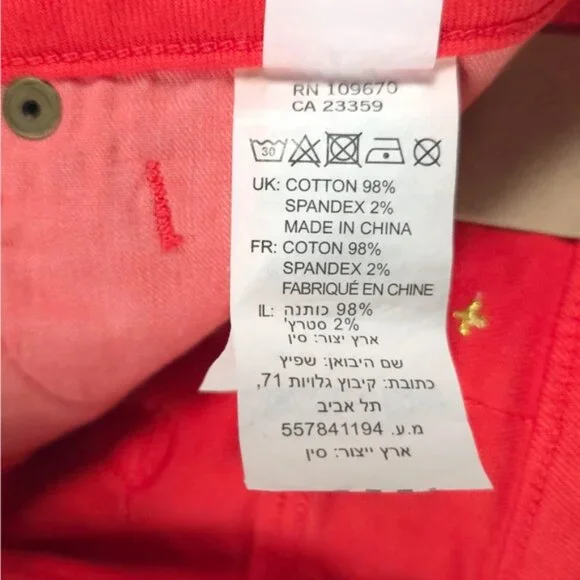 RN 109670
CA 23359
30
UK: COTTON 98%
SPANDEX 2%
MADE IN CHINA
FR: COTON 98%
SPANDEX 2%
FABRIQUÉ EN CHINE
IL: 98% כותנה
2% סטרץ'
ארץ יצור: סין
שם היבואן: שפיץ
כתובת: קיבוץ גלויות 71,
תל אביב
מ.ע. 557841194
ארץ ייצור: סין